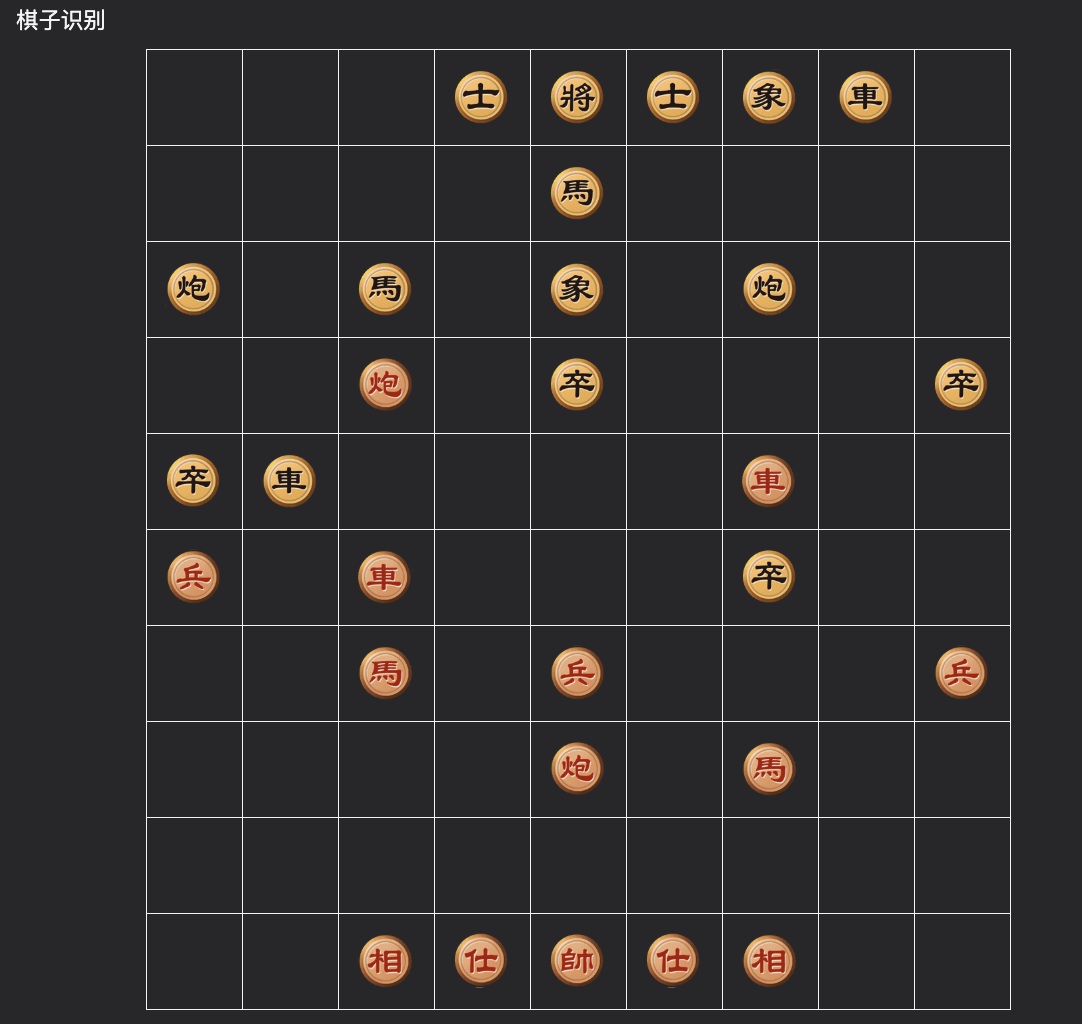 棋子识别
士 將 士 象 車
馬
炮 馬 象 炮
炮 卒 卒
卒 車 車
兵 車 卒
馬 兵 兵
炮 馬
相 仕 帥 仕 相